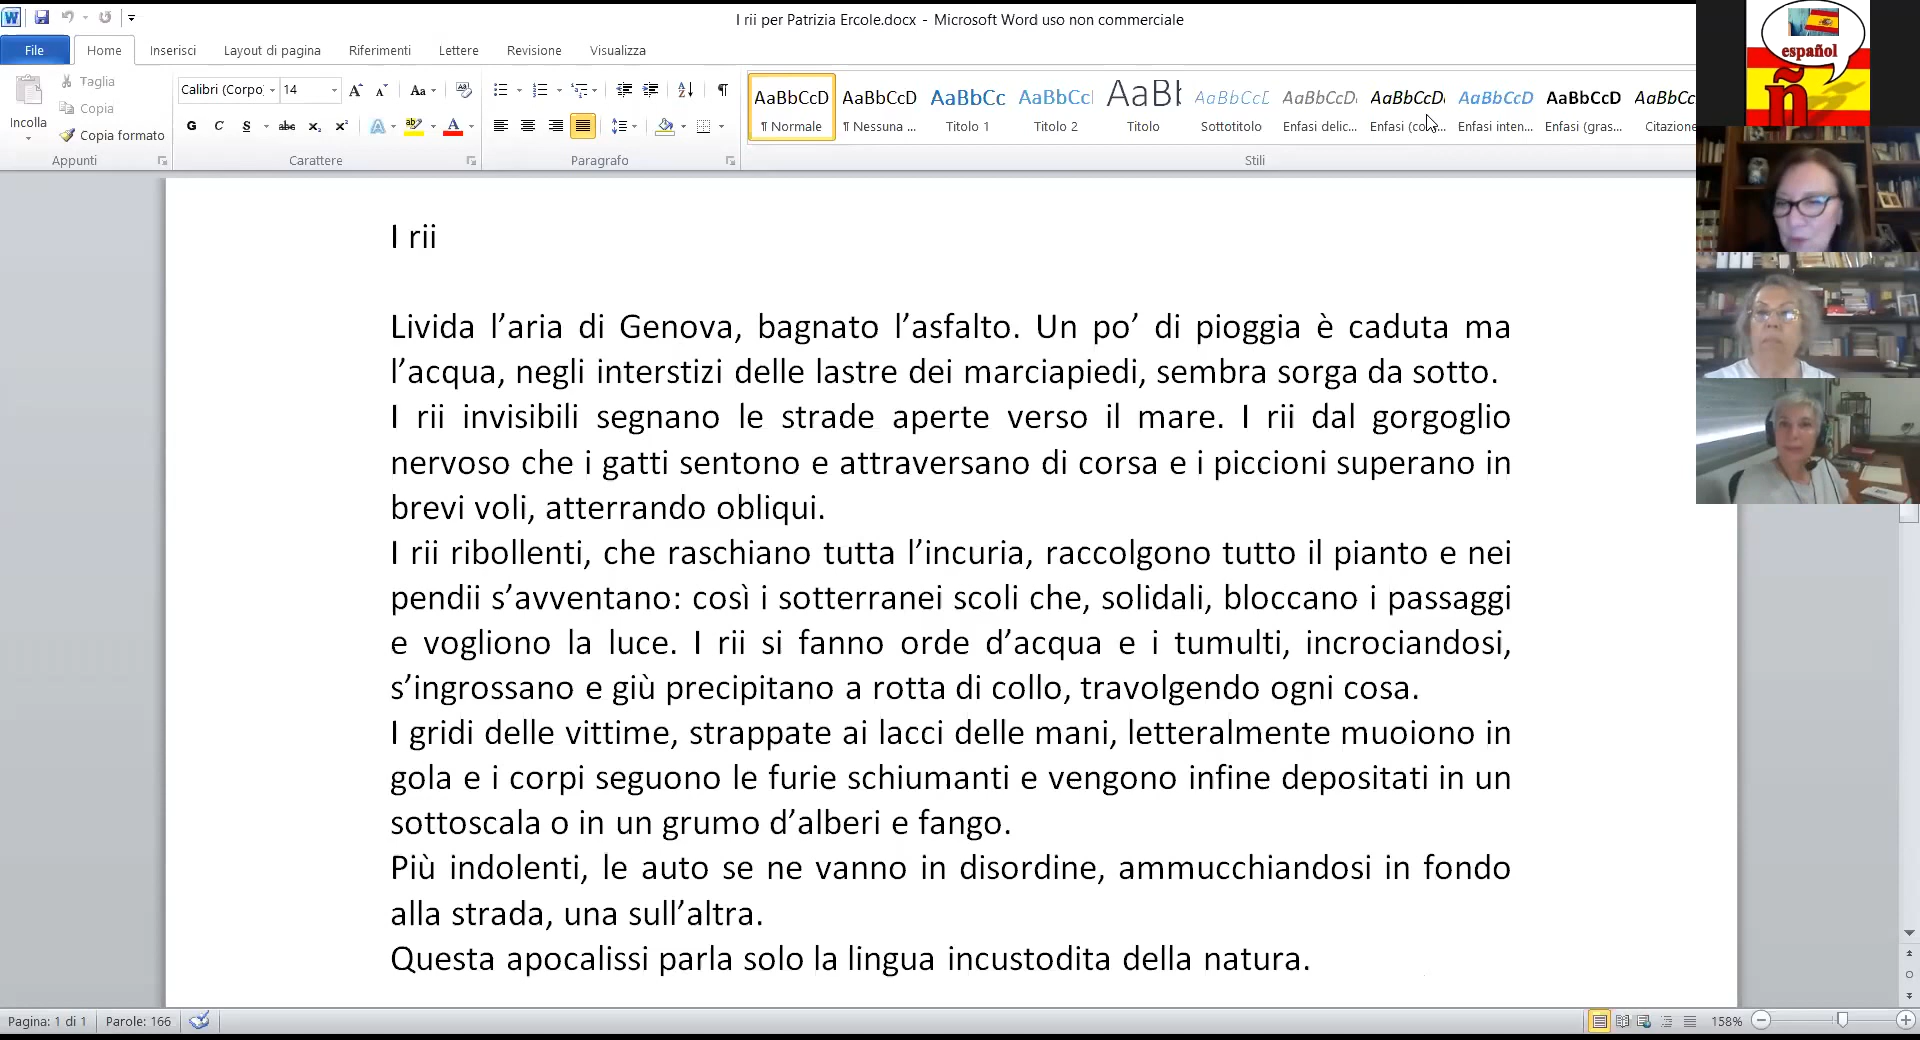 I rii per Patrizia Ercole.docx - Microsoft Word uso non commerciale
File Home Inserisci Layout di pagina Riferimenti Lettere Revisione Visualizza
Incolla
Taglia
Copia
Copia formato
Appunti
Calibri (Corpo 14
Aa
G C S abc x₂ x² A ab A
Carattere
Paragrafo
AaBbCcD AaBbCcD AaBbCc AaBbCc AaBb AaBbCcD AaBbCcD AaBbCcD AaBbCcD AaBbCcD AaBbCc
¶ Normale ¶ Nessuna ... Titolo 1 Titolo 2 Titolo Sottotitolo Enfasi delic... Enfasi (co... Enfasi inten... Enfasi (gras... Citazione
Stili
español
ñ
I rii
Livida l’aria di Genova, bagnato l’asfalto. Un po’ di pioggia è caduta ma
l’acqua, negli interstizi delle lastre dei marciapiedi, sembra sorga da sotto.
I rii invisibili segnano le strade aperte verso il mare. I rii dal gorgoglio
nervoso che i gatti sentono e attraversano di corsa e i piccioni superano in
brevi voli, atterrando obliqui.
I rii ribollenti, che raschiano tutta l’incuria, raccolgono tutto il pianto e nei
pendii s’avventano: così i sotterranei scoli che, solidali, bloccano i passaggi
e vogliono la luce. I rii si fanno orde d’acqua e i tumulti, incrociandosi,
s’ingrossano e giù precipitano a rotta di collo, travolgendo ogni cosa.
I gridi delle vittime, strappate ai lacci delle mani, letteralmente muoiono in
gola e i corpi seguono le furie schiumanti e vengono infine depositati in un
sottoscala o in un grumo d’alberi e fango.
Più indolenti, le auto se ne vanno in disordine, ammucchiandosi in fondo
alla strada, una sull’altra.
Questa apocalissi parla solo la lingua incustodita della natura.
Pagina: 1 di 1 Parole: 166 158%